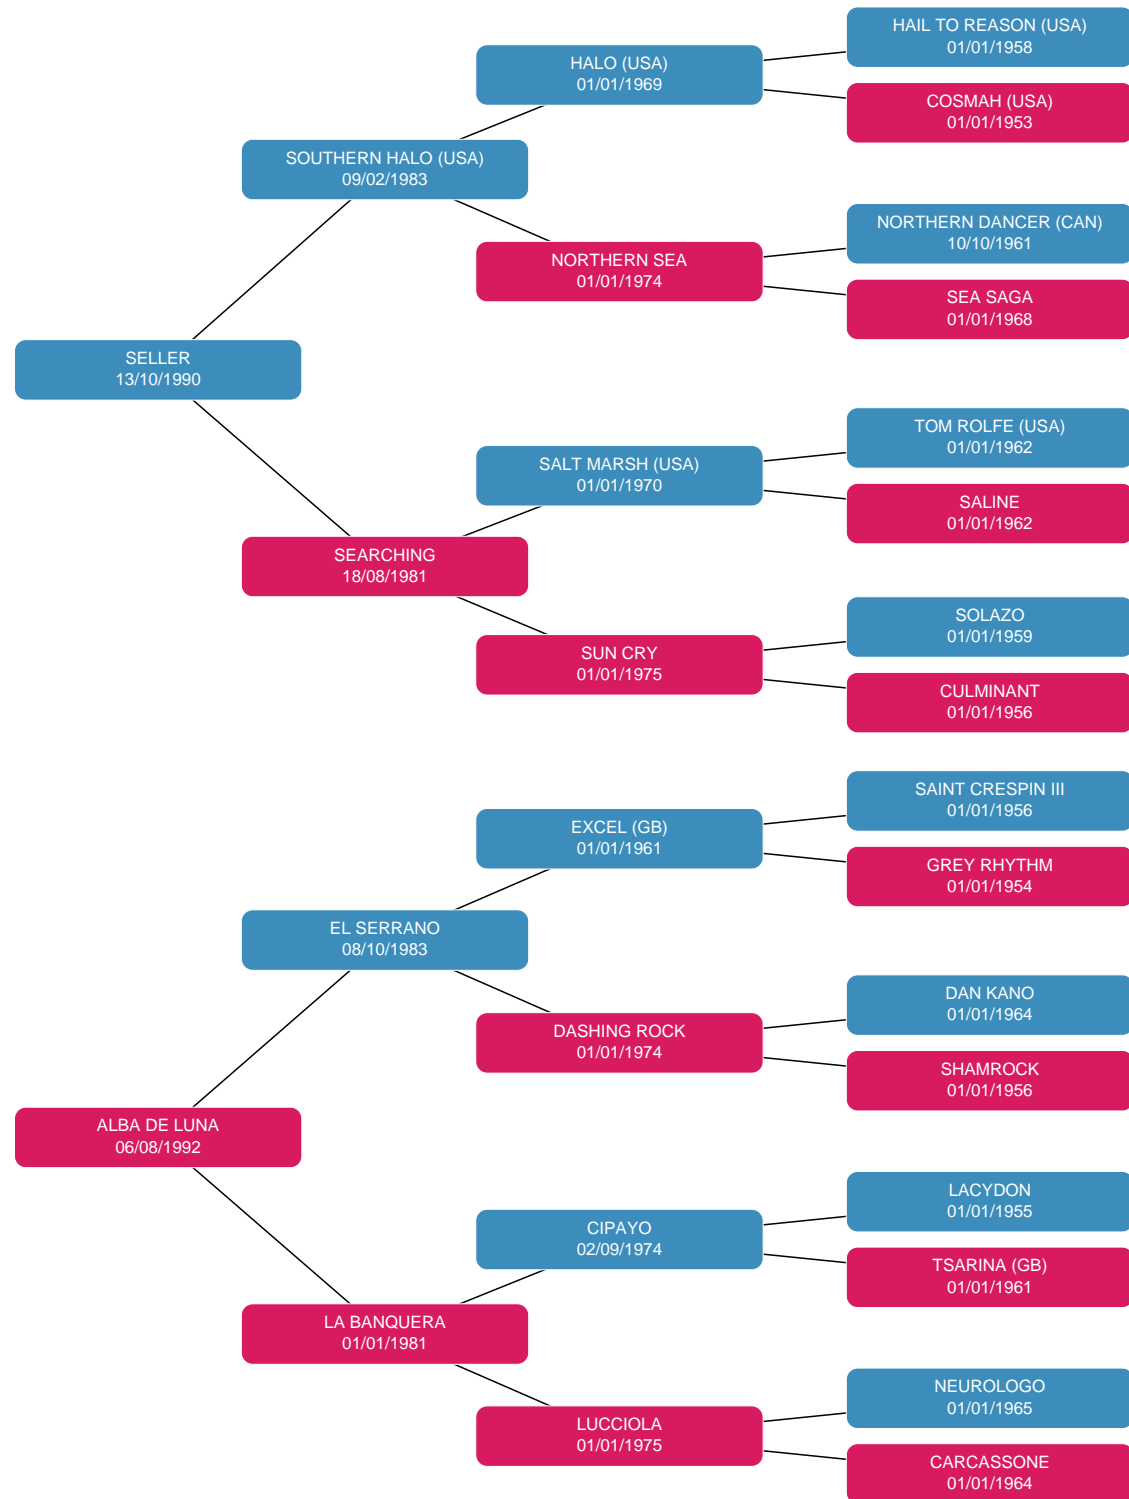 HAIL TO REASON (USA)
01/01/1958
HALO (USA)
01/01/1969
COSMAH (USA)
01/01/1953
SOUTHERN HALO (USA)
09/02/1983
NORTHERN DANCER (CAN)
10/10/1961
NORTHERN SEA
01/01/1974
SEA SAGA
01/01/1968
SELLER
13/10/1990
TOM ROLFE (USA)
01/01/1962
SALT MARSH (USA)
01/01/1970
SALINE
01/01/1962
SEARCHING
18/08/1981
SOLAZO
01/01/1959
SUN CRY
01/01/1975
CULMINANT
01/01/1956
SAINT CRESPIN III
01/01/1956
EXCEL (GB)
01/01/1961
GREY RHYTHM
01/01/1954
EL SERRANO
08/10/1983
DAN KANO
01/01/1964
DASHING ROCK
01/01/1974
SHAMROCK
01/01/1956
ALBA DE LUNA
06/08/1992
LACYDON
01/01/1955
CIPAYO
02/09/1974
TSARINA (GB)
01/01/1961
LA BANQUERA
01/01/1981
NEUROLOGO
01/01/1965
LUCCIOLA
01/01/1975
CARCASSONE
01/01/1964